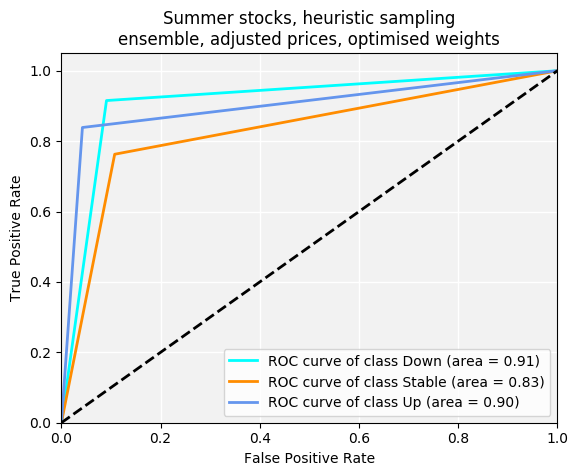 Summer stocks, heuristic sampling
ensemble, adjusted prices, optimised weights
True Positive Rate
1.0
0.8
0.6
0.4
0.2
0.0
0.0 0.2 0.4 0.6 0.8 1.0
False Positive Rate
ROC curve of class Down (area = 0.91)
ROC curve of class Stable (area = 0.83)
ROC curve of class Up (area = 0.90)